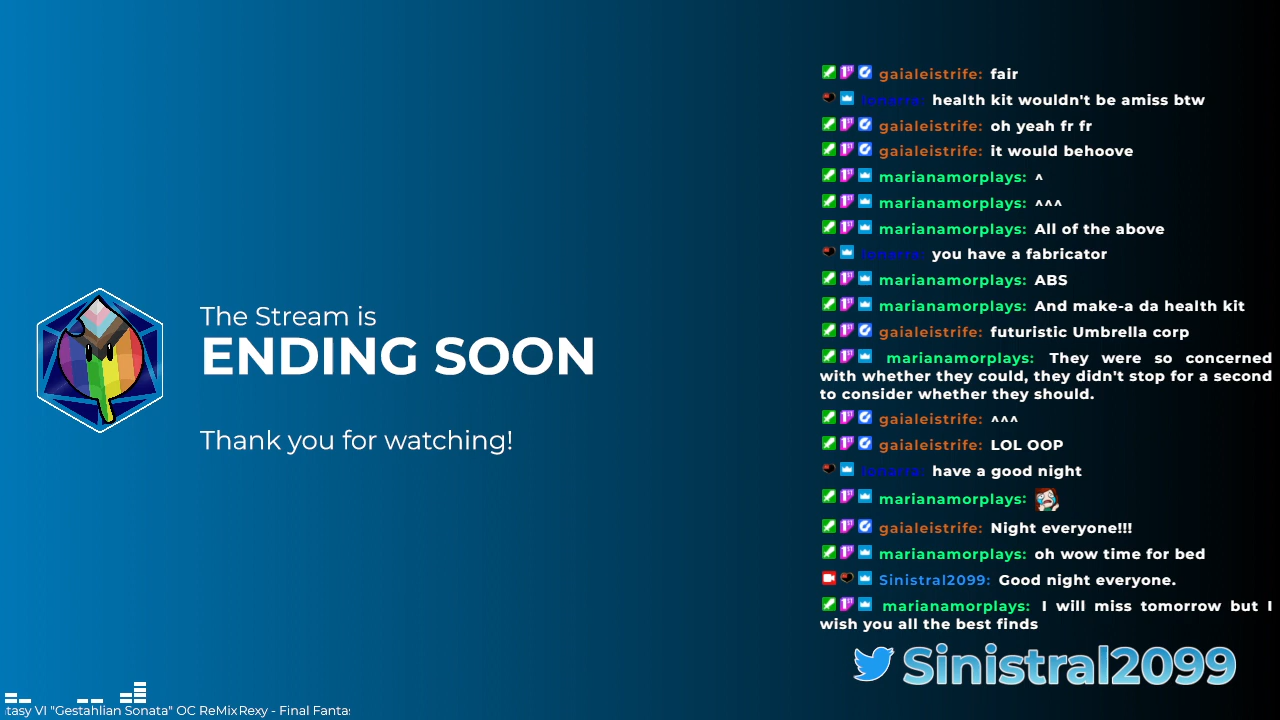 The Stream is
ENDING SOON
Thank you for watching!
gaialeistrife: fair
lonarra: health kit wouldn't be amiss btw
gaialeistrife: oh yeah fr fr
gaialeistrife: it would behoove
marianamorplays: ^
marianamorplays: ^^^
marianamorplays: All of the above
you have a fabricator
marianamorplays: ABS
marianamorplays: And make-a da health kit
gaialeistrife: futuristic Umbrella corp
marianamorplays: They were so concerned
with whether they could, they didn't stop for a second
to consider whether they should.
gaialeistrife: ^^^
gaialeistrife: LOL OOP
have a good night
marianamorplays:
gaialeistrife: Night everyone!!!
marianamorplays: oh wow time for bed
Sinistral2099: Good night everyone.
marianamorplays: I will miss tomorrow but I
wish you all the best finds
Sinistral2099
tasy VI "Gestahlian Sonata" OC ReMix Rexy - Final Fantas